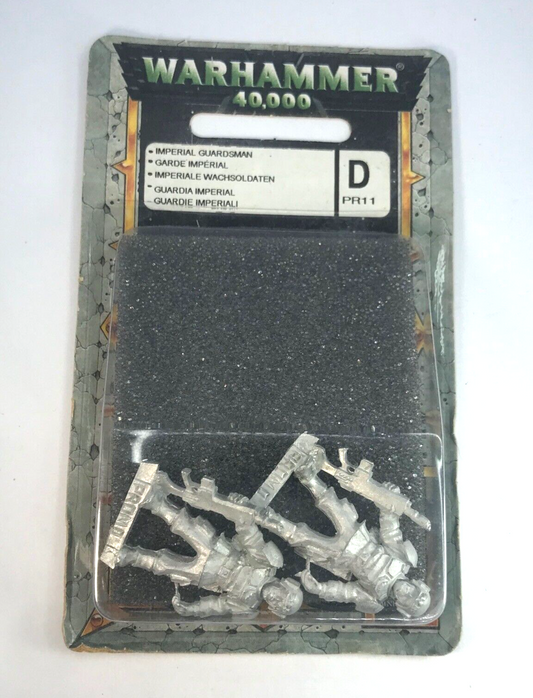 WARHAMMER®
40,000
- IMPERIAL GUARDSMAN
- GARDE IMPÉRIAL
- IMPERIALE WACHSOLDATEN
- GUARDIA IMPERIAL
- GUARDIE IMPERIALI
D
PR11